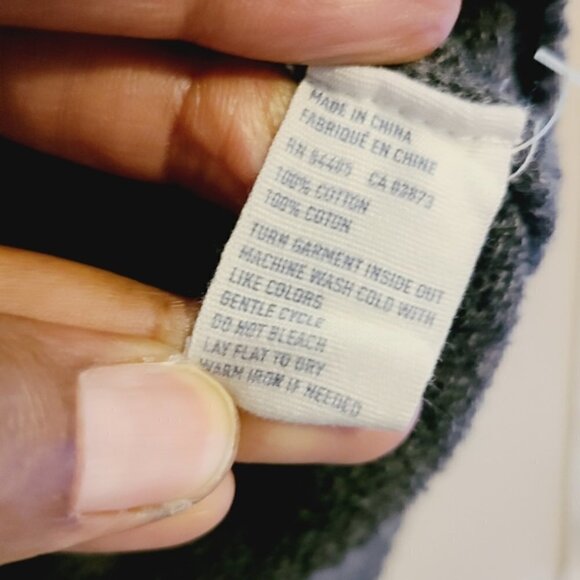 MADE IN CHINA
FABRIQUÉ EN CHINE
RN 54485 CA 03873
100% COTTON
100% COTON
TURN GARMENT INSIDE OUT
MACHINE WASH COLD WITH
LIKE COLORS
GENTLE CYCLE
DO NOT BLEACH
LAY FLAT TO DRY
WARM IRON IF NEEDED